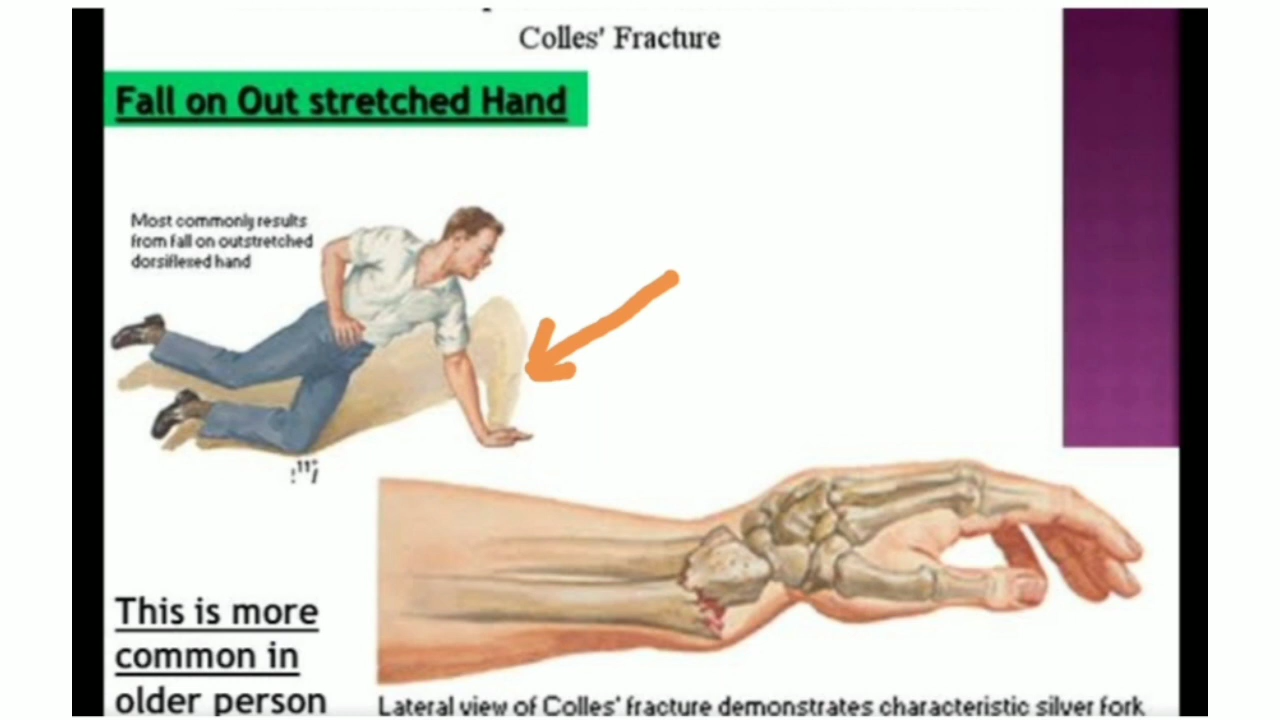 Colles' Fracture
Fall on Out stretched Hand
Most commonly results
from fall on outstretched
dorsiflexed hand
This is more
common in
older person
Lateral view of Colles' fracture demonstrates characteristic silver fork